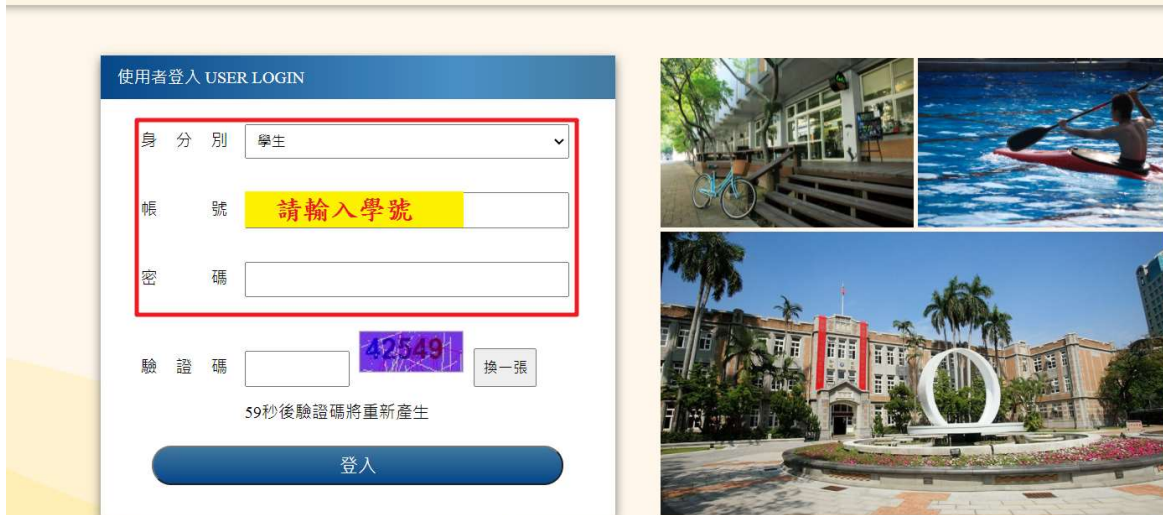 使用者登入 USER LOGIN
身分別 學生
帳號 請輸入學號
密碼
驗證碼 42549 換一張
59秒後驗證碼將重新產生
登入